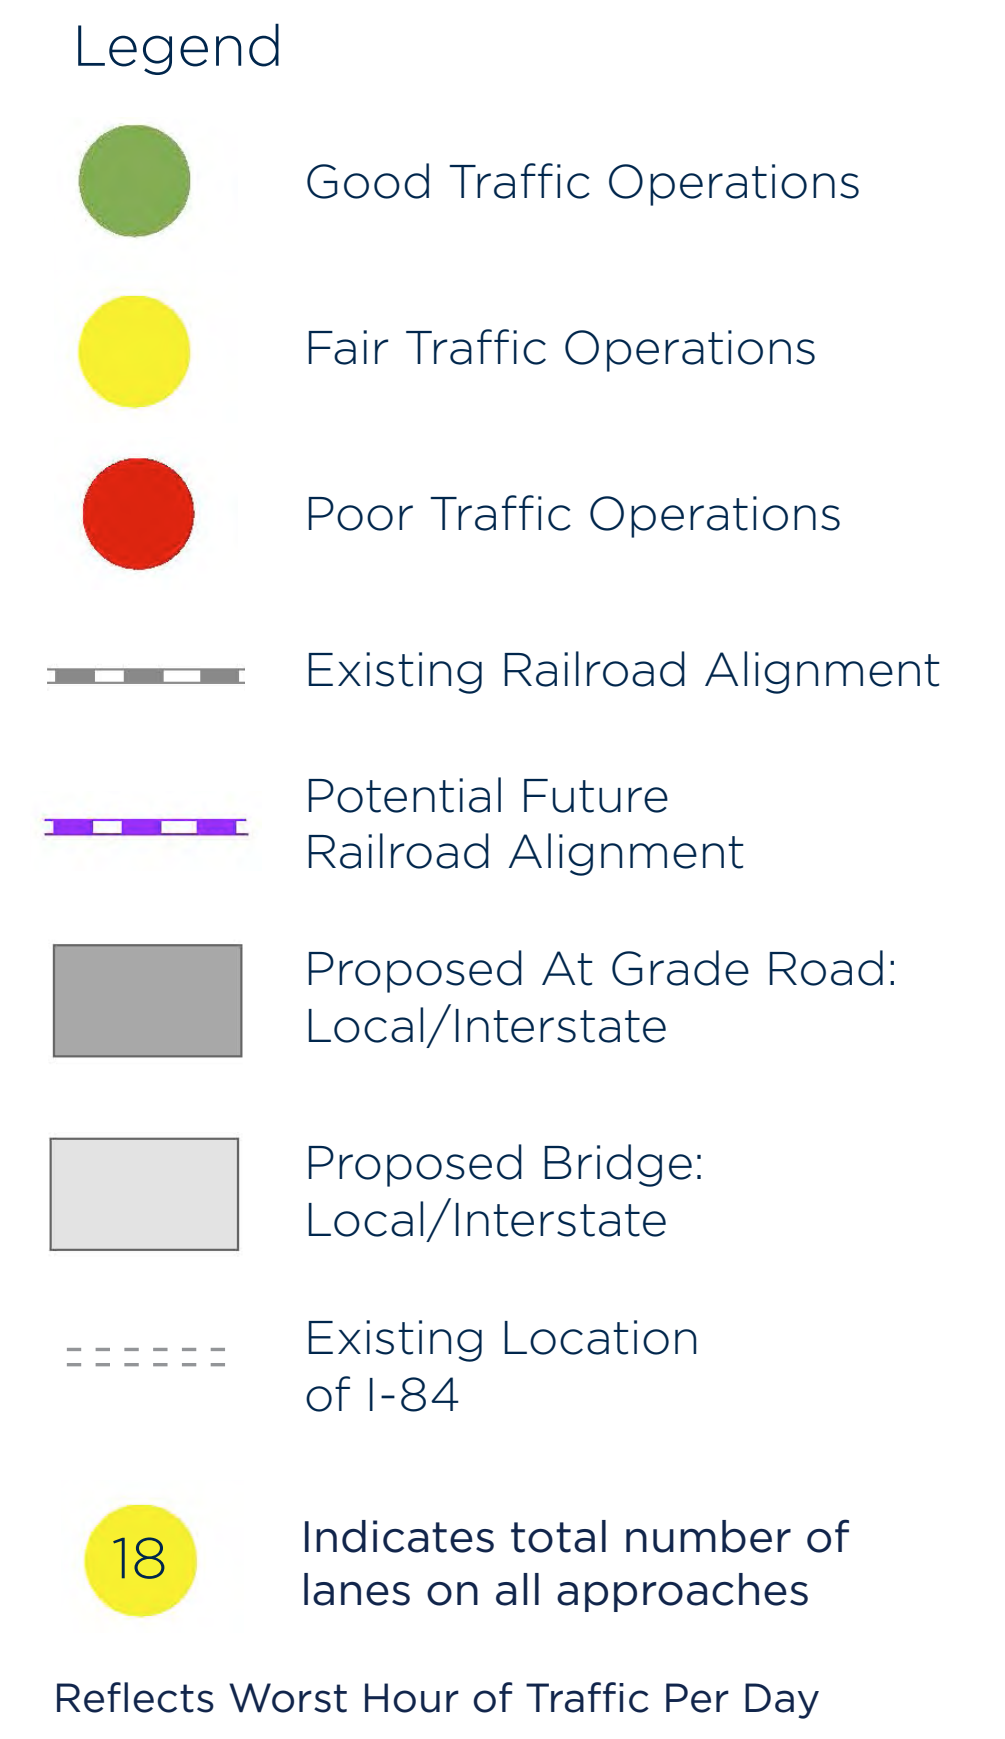 Legend
Good Traffic Operations
Fair Traffic Operations
Poor Traffic Operations
Existing Railroad Alignment
Potential Future
Railroad Alignment
Proposed At Grade Road:
Local/Interstate
Proposed Bridge:
Local/Interstate
Existing Location
of I-84
18
Indicates total number of
lanes on all approaches
Reflects Worst Hour of Traffic Per Day